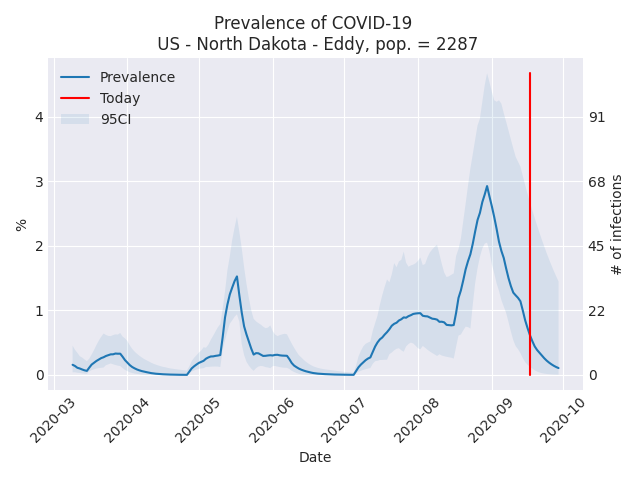 Prevalence of COVID-19
US - North Dakota - Eddy, pop. = 2287
Prevalence
Today
95CI
4
3
2
1
0
%
91
68
45
22
0
# of infections
2020-03
2020-04
2020-05
2020-06
2020-07
2020-08
2020-09
2020-10
Date